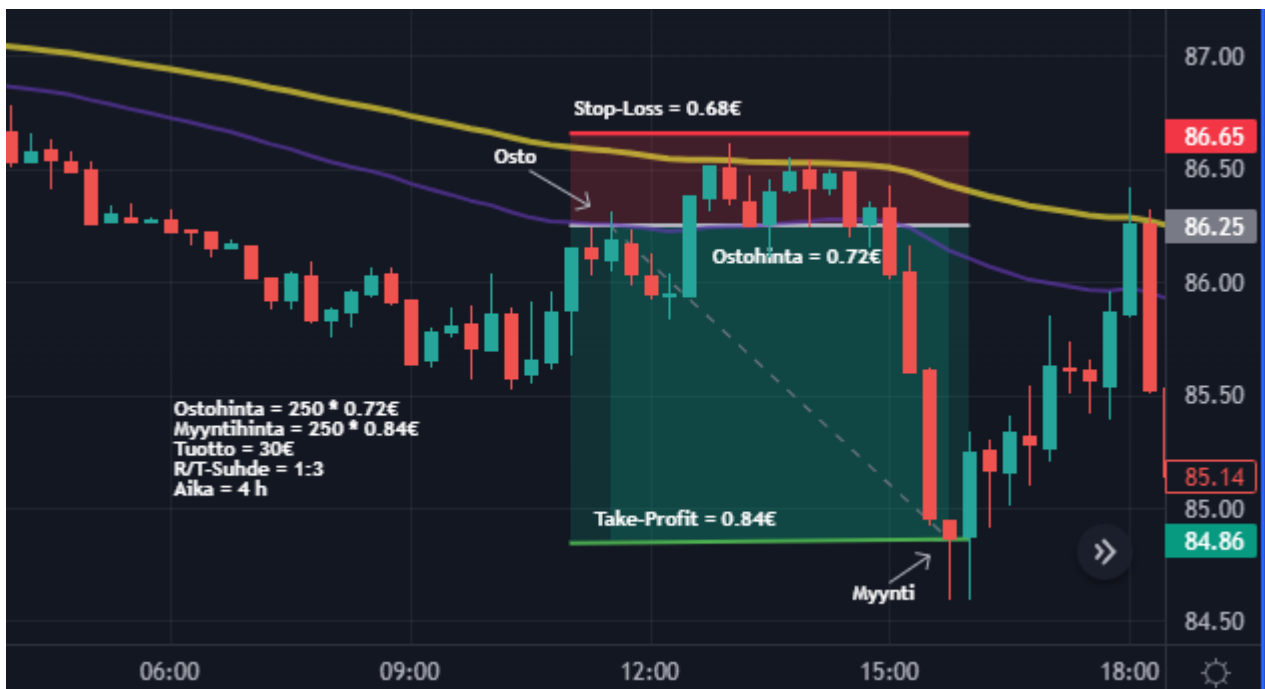 Stop-Loss = 0.68€
Osto
Ostohinta = 0.72€
Ostohinta = 250 * 0.72€
Myyntihinta = 250 * 0.84€
Tuotto = 30€
R/T-Suhde = 1:3
Aika = 4 h
Take-Profit = 0.84€
Myynti
87.00
86.65
86.50
86.25
86.00
85.50
85.14
85.00
84.86
84.50
06:00 09:00 12:00 15:00 18:00